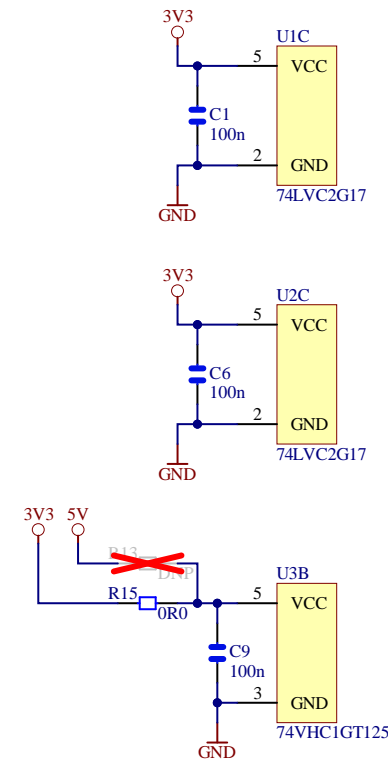 3V3
U1C
5
VCC
C1
100n
2
GND
GND
74LVC2G17
3V3
U2C
5
VCC
C6
100n
2
GND
GND
74LVC2G17
3V3
5V
R13
DNP
R15
0R0
U3B
5
VCC
C9
100n
3
GND
GND
74VHC1GT125